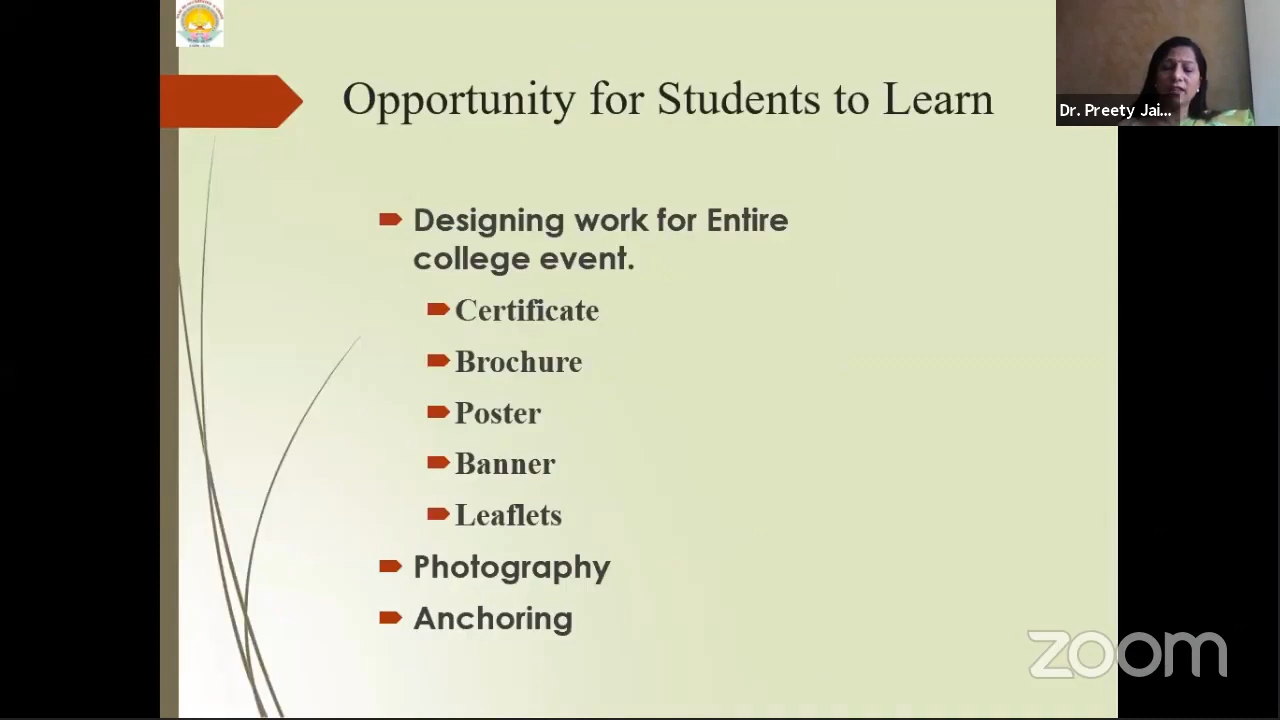 Opportunity for Students to Learn
Dr. Preety Jai...
Designing work for Entire
college event.
Certificate
Brochure
Poster
Banner
Leaflets
Photography
Anchoring
zoom